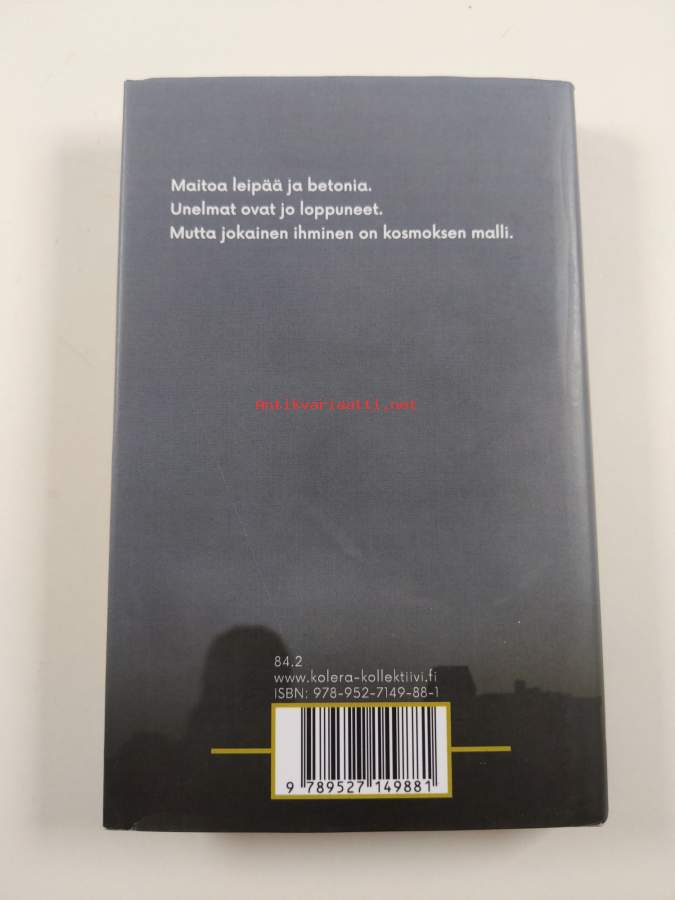 Maitoa leipää ja betonia.
Unelmat ovat jo loppuneet.
Mutta jokainen ihminen on kosmoksen malli.
Antikvariaatti.net
84.2
www.kolera-kollektiivi.fi
ISBN: 978-952-7149-88-1
9 789527 149881